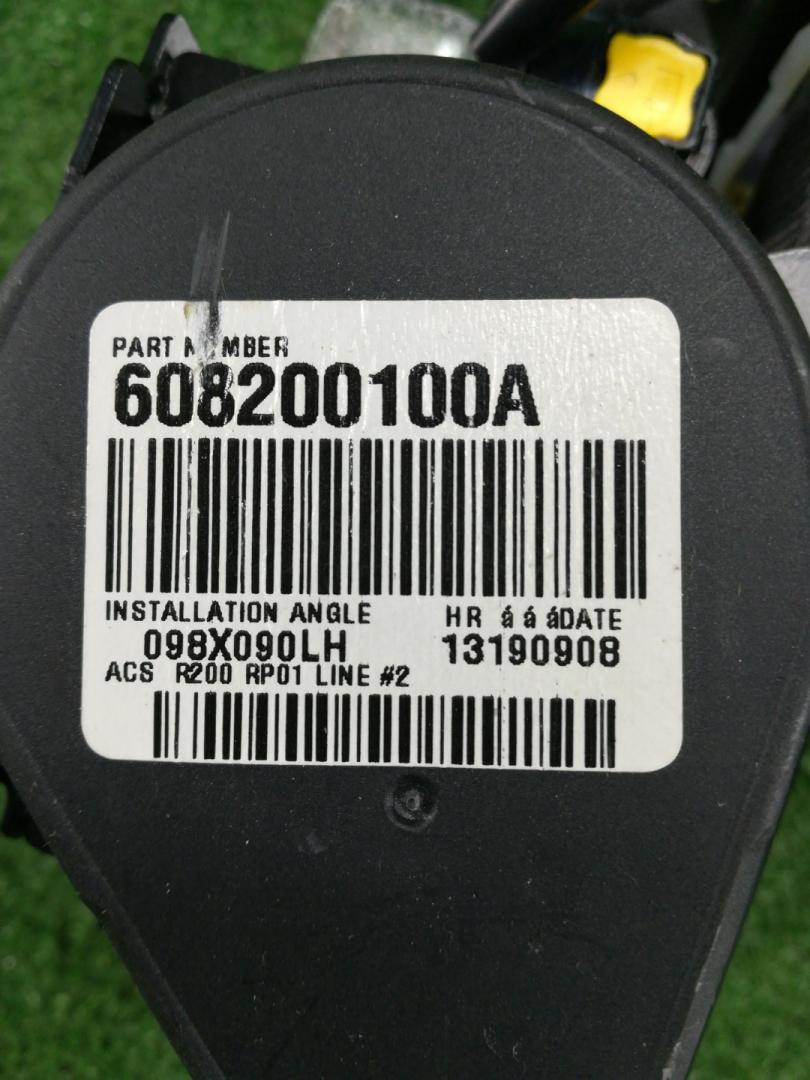 PART NUMBER
608200100A
INSTALLATION ANGLE HR á á áDATE
098X090LH 13190908
ACS R200 RP01 LINE #2